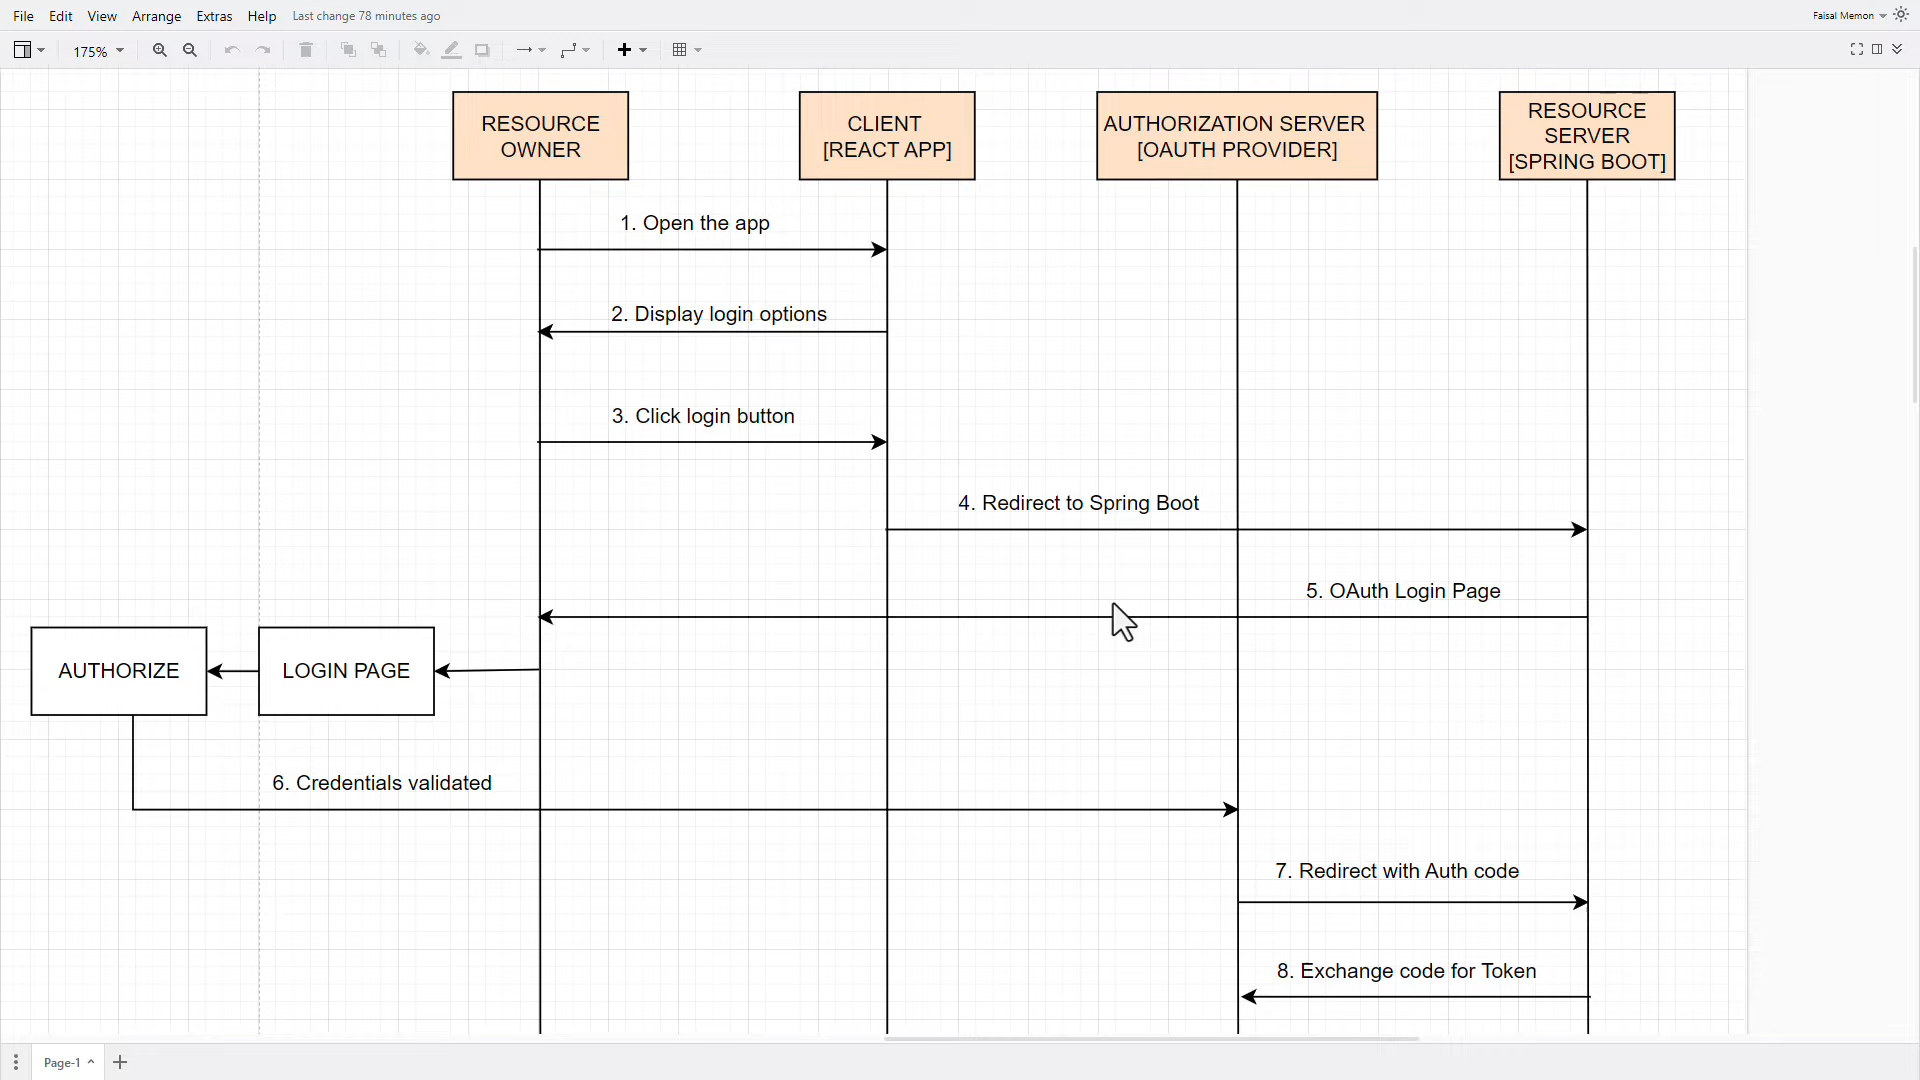 File Edit View Arrange Extras Help Last change 78 minutes ago
Faisal Memon
175%
RESOURCE
OWNER
CLIENT
[REACT APP]
AUTHORIZATION SERVER
[OAUTH PROVIDER]
RESOURCE
SERVER
[SPRING BOOT]
1. Open the app
2. Display login options
3. Click login button
4. Redirect to Spring Boot
5. OAuth Login Page
AUTHORIZE
LOGIN PAGE
6. Credentials validated
7. Redirect with Auth code
8. Exchange code for Token
Page-1